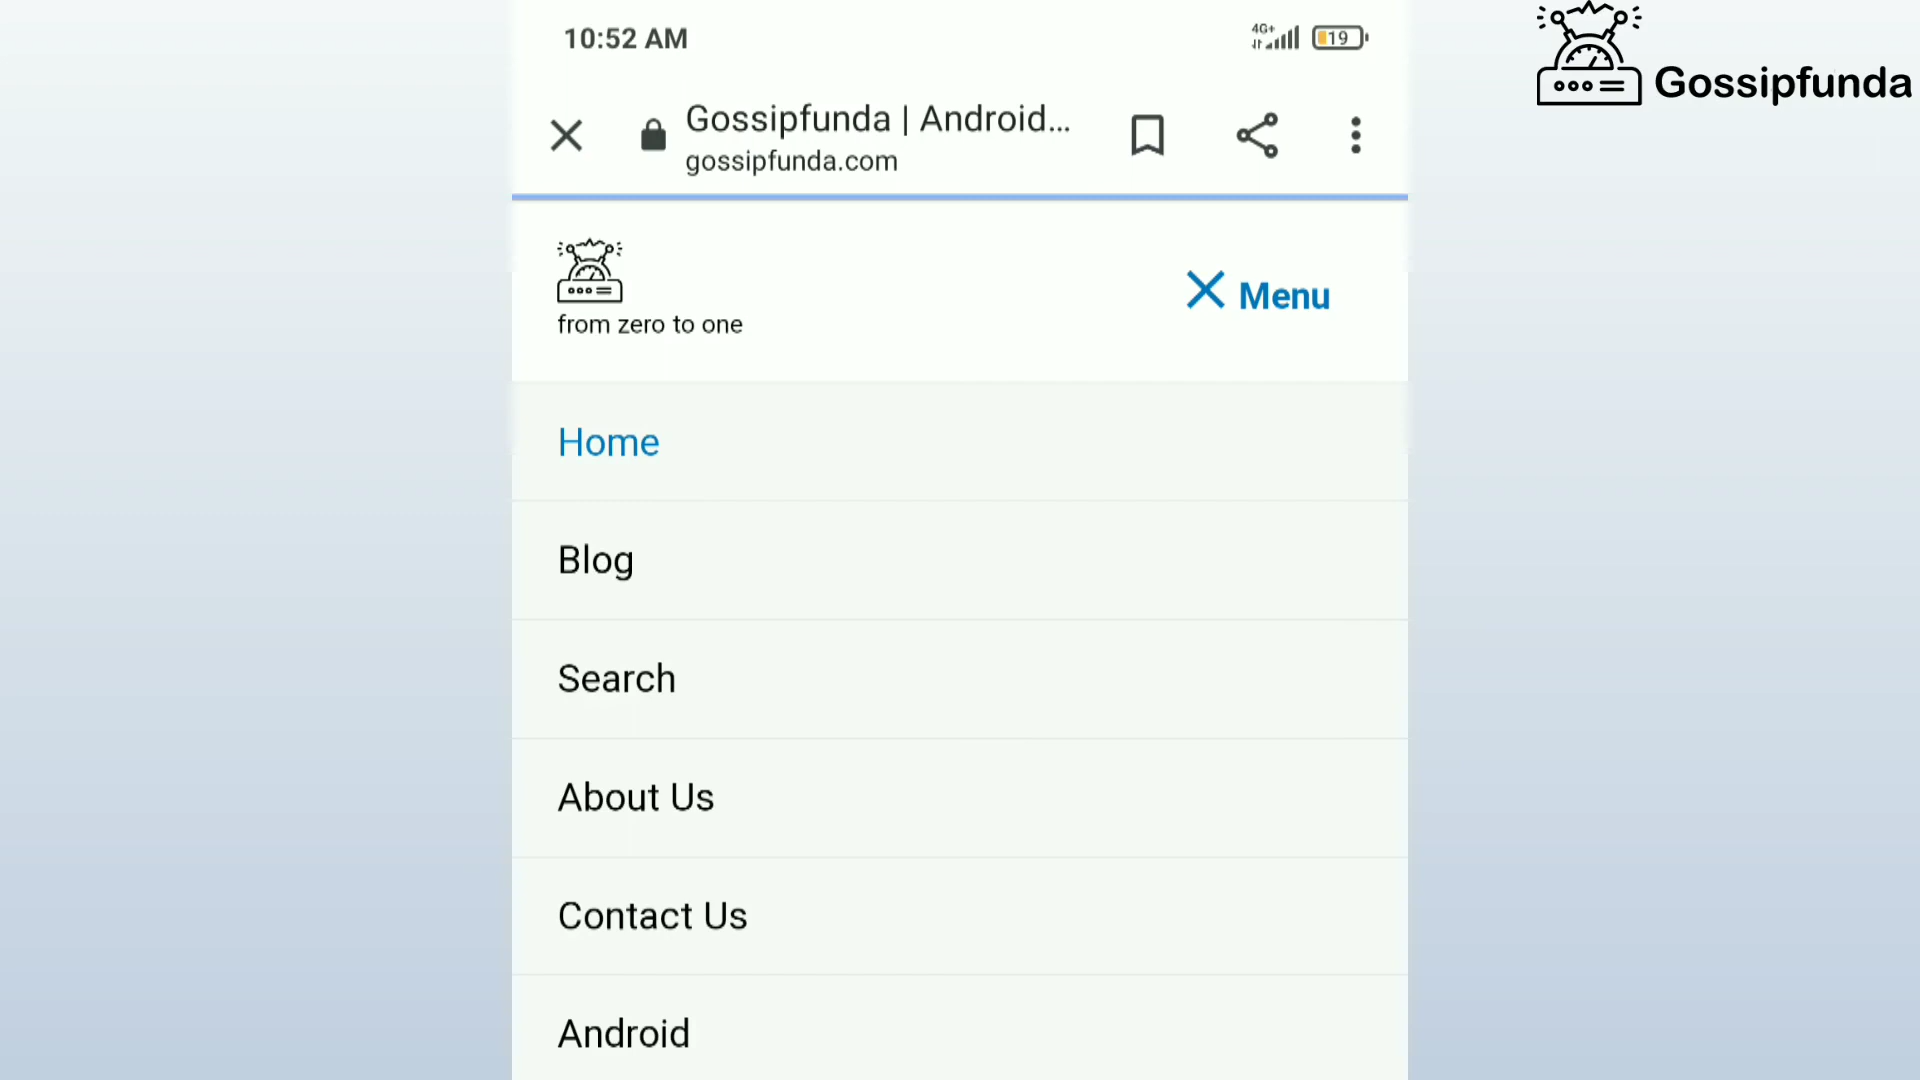 10:52 AM
4G+
19
Gossipfunda
Gossipfunda | Android...
gossipfunda.com
from zero to one
Menu
Home
Blog
Search
About Us
Contact Us
Android